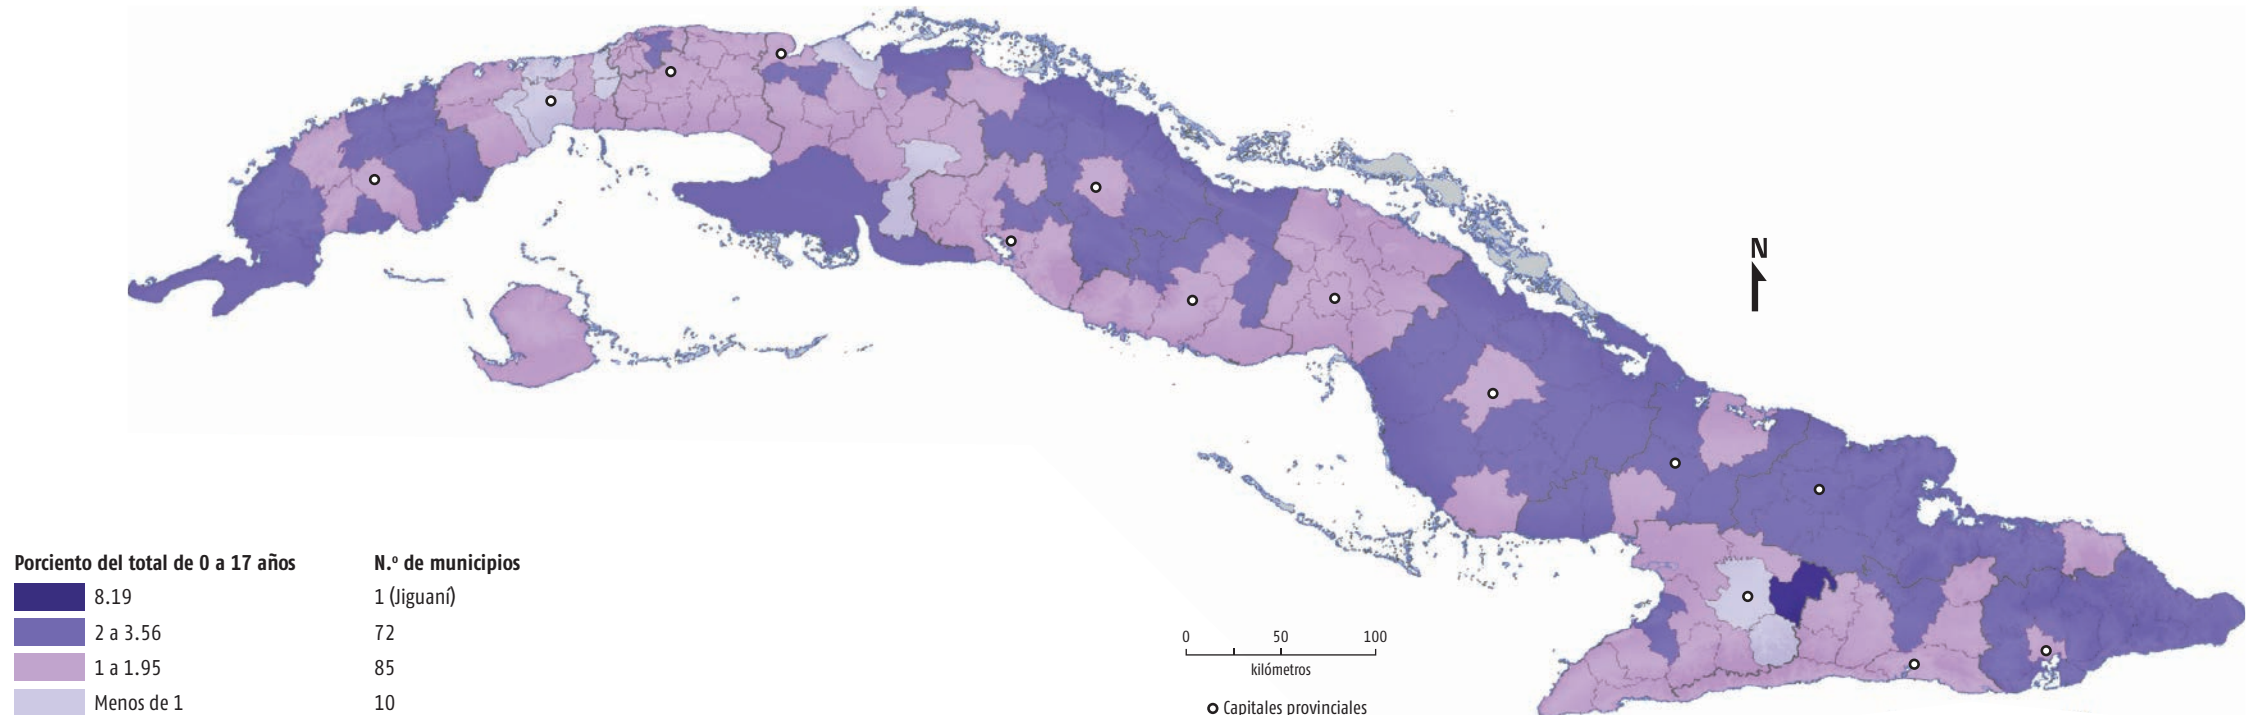 N
Porciento del total de 0 a 17 años N.º de municipios
8.19 1 (Jiguaní)
2 a 3.56 72
1 a 1.95 85
Menos de 1 10
0 50 100
kilómetros
Capitales provinciales